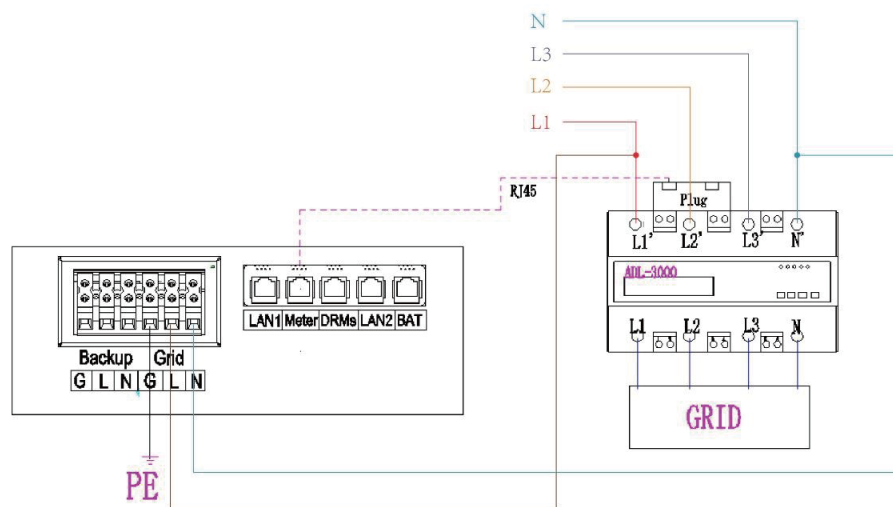 N
L3
L2
L1
RJ45
Plug
L1' L2' L3' N'
ADL-3000
LAN1 Meter DRMs LAN2 BAT
L1 L2 L3 N
Backup Grid
G L N G L N
GRID
PE